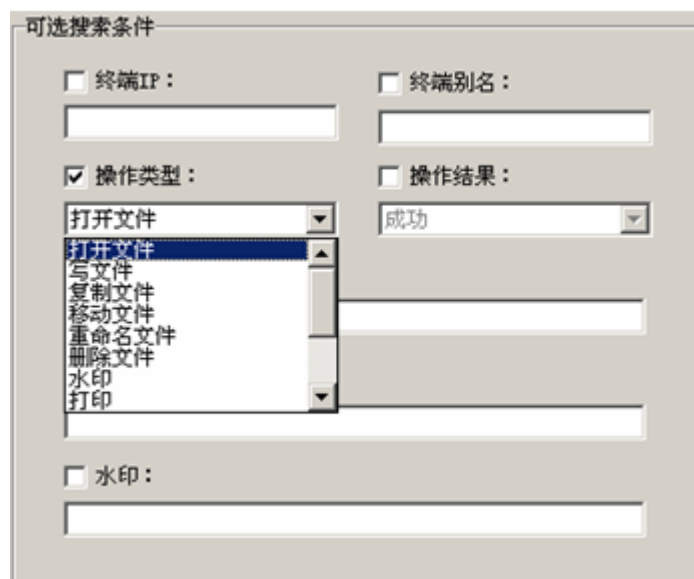 可选搜索条件
终端IP：
终端别名：
操作类型：
操作结果：
打开文件
成功
打开文件
写文件
复制文件
移动文件
重命名文件
删除文件
水印
打印
水印：